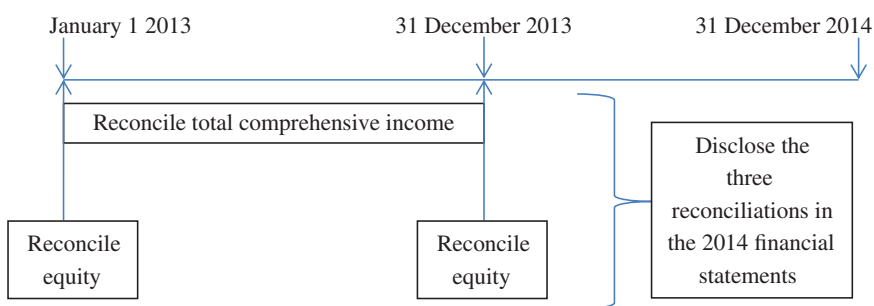 January 1 2013
31 December 2013
31 December 2014
Reconcile total comprehensive income
Reconcile
equity
Reconcile
equity
Disclose the
three
reconciliations in
the 2014 financial
statements